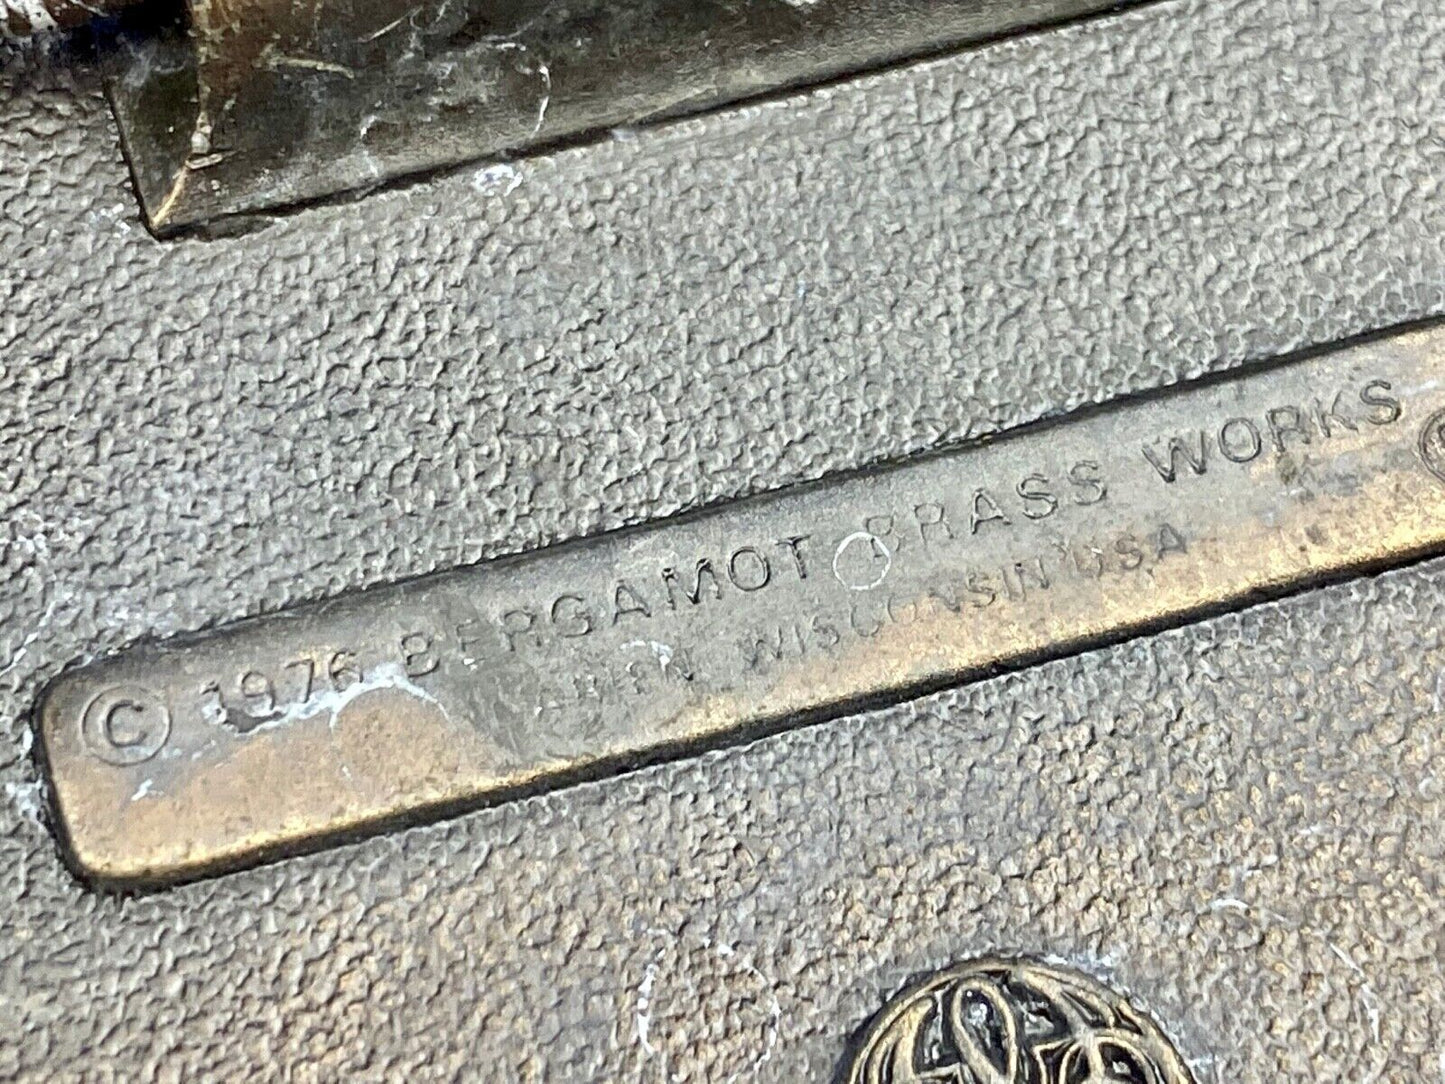 © 1976 BERGAMOT BRASS WORKS
WISCONSIN USA